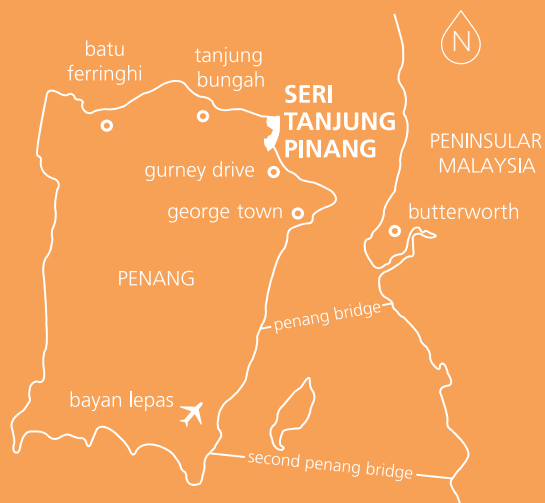 N
batu
ferringhi
tanjung
bungah
SERI
TANJUNG
PINANG
PENINSULAR
MALAYSIA
gurney drive
george town
butterworth
PENANG
penang bridge
bayan lepas
second penang bridge